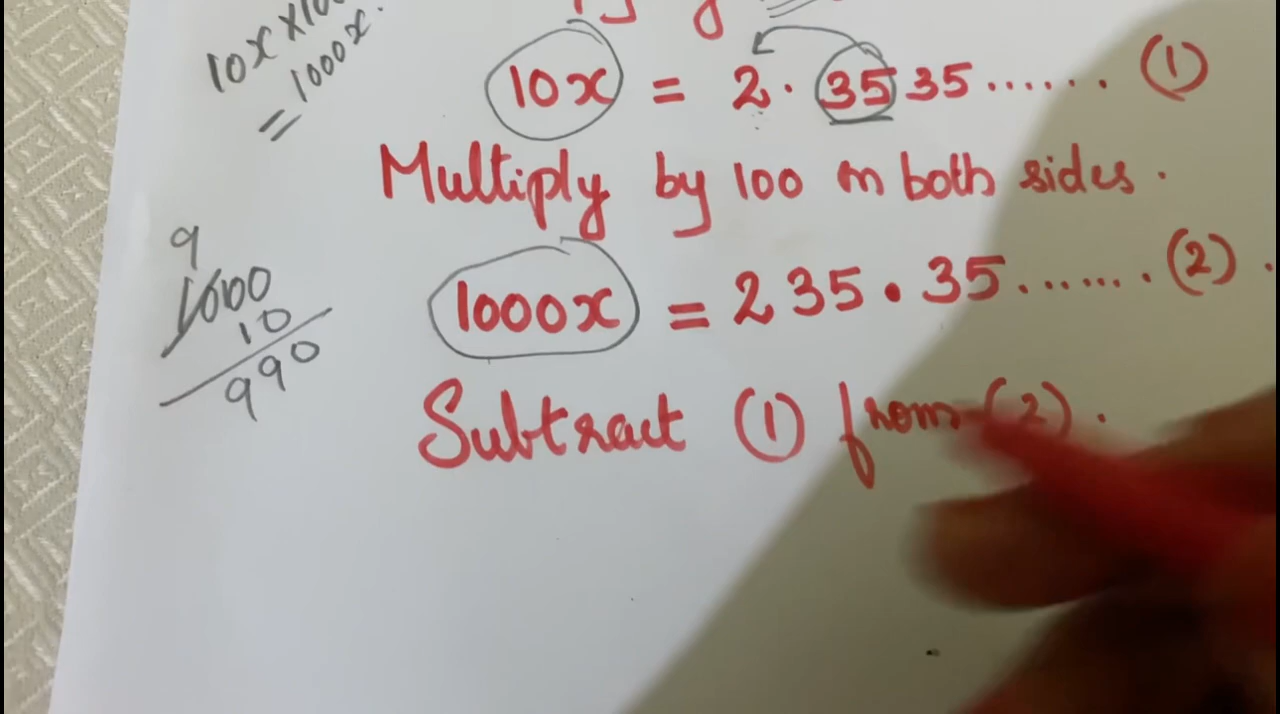 10x × 100
= 1000x.
10x = 2.3535...... (1)
Multiply by 100 on both sides.
1000x = 235.35....... (2).
9
1000
10
990
Subtract (1) from (2).